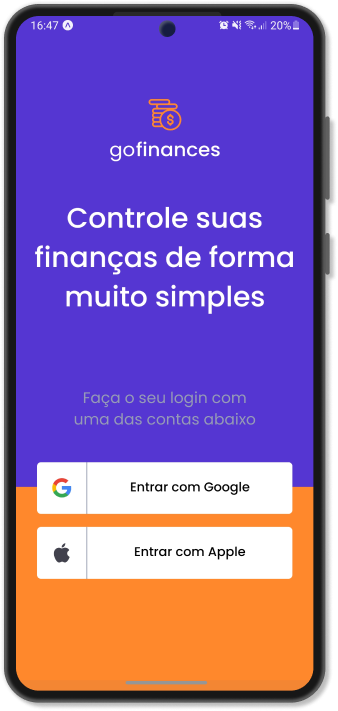 16:47 20%
gofinances
Controle suas
finanças de forma
muito simples
Faça o seu login com
uma das contas abaixo
Entrar com Google
Entrar com Apple